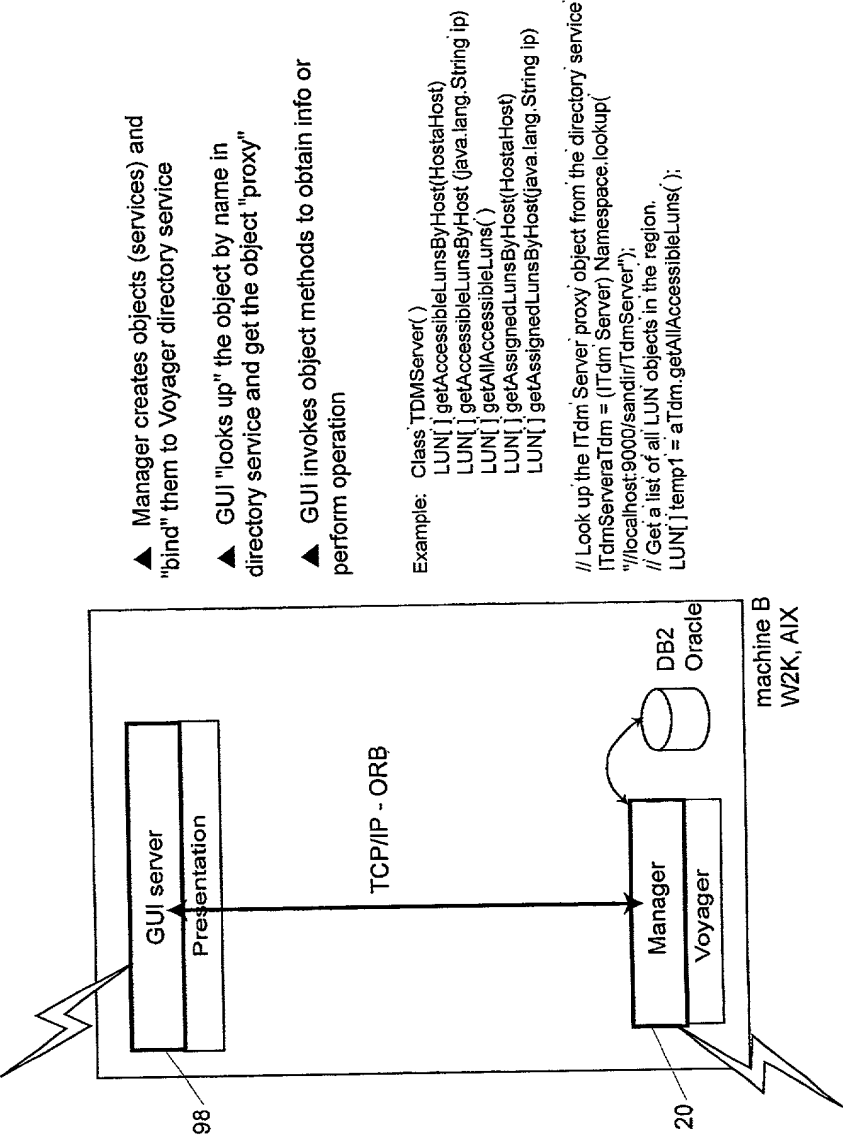 98
GUI server
Presentation
TCP/IP - ORB
20
Manager
Voyager
DB2
Oracle
machine B
W2K, AIX
▲ Manager creates objects (services) and
"bind" them to Voyager directory service
▲ GUI "looks up" the object by name in
directory service and get the object "proxy"
▲ GUI invokes object methods to obtain info or
perform operation
Example: Class TDMServer( )
LUN[ ] getAccessibleLunsByHost(HostaHost)
LUN[ ] getAccessibleLunsByHost (java.lang.String ip)
LUN[ ] getAllAccessibleLuns( )
LUN[ ] getAssignedLunsByHost(HostaHost)
LUN[ ] getAssignedLunsByHost(java.lang.String ip)
// Look up the ITdm Server proxy object from the directory service
ITdmServeraTdm = (ITdm Server) Namespace.lookup(
"//localhost:9000/sandir/TdmServer");
// Get a list of all LUN objects in the region.
LUN[ ] temp1 = aTdm.getAllAccessibleLuns( );